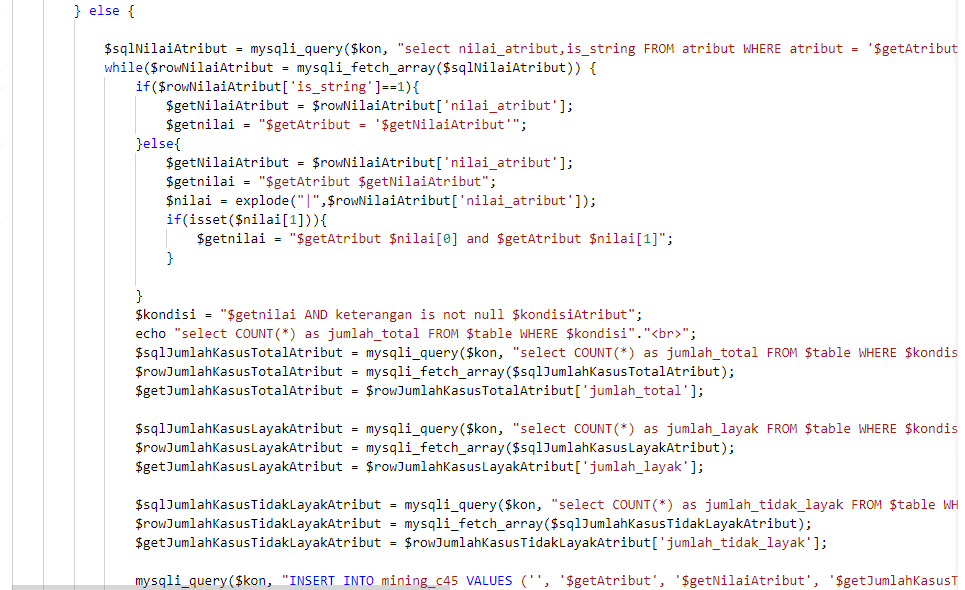 } else {
$sqlNilaiAtribut = mysqli_query($kon, "select nilai_atribut,is_string FROM atribut WHERE atribut = '$getAtribut
while($rowNilaiAtribut = mysqli_fetch_array($sqlNilaiAtribut)) {
if($rowNilaiAtribut['is_string']==1){
$getNilaiAtribut = $rowNilaiAtribut['nilai_atribut'];
$getnilai = "$getAtribut = '$getNilaiAtribut'";
}else{
$getNilaiAtribut = $rowNilaiAtribut['nilai_atribut'];
$getnilai = "$getAtribut $getNilaiAtribut";
$nilai = explode("|",$rowNilaiAtribut['nilai_atribut']);
if(isset($nilai[1])){
$getnilai = "$getAtribut $nilai[0] and $getAtribut $nilai[1]";
}
}
$kondisi = "$getnilai AND keterangan is not null $kondisiAtribut";
echo "select COUNT(*) as jumlah_total FROM $table WHERE $kondisi"."<br>";
$sqlJumlahKasusTotalAtribut = mysqli_query($kon, "select COUNT(*) as jumlah_total FROM $table WHERE $kondis
$rowJumlahKasusTotalAtribut = mysqli_fetch_array($sqlJumlahKasusTotalAtribut);
$getJumlahKasusTotalAtribut = $rowJumlahKasusTotalAtribut['jumlah_total'];
$sqlJumlahKasusLayakAtribut = mysqli_query($kon, "select COUNT(*) as jumlah_layak FROM $table WHERE $kondis
$rowJumlahKasusLayakAtribut = mysqli_fetch_array($sqlJumlahKasusLayakAtribut);
$getJumlahKasusLayakAtribut = $rowJumlahKasusLayakAtribut['jumlah_layak'];
$sqlJumlahKasusTidakLayakAtribut = mysqli_query($kon, "select COUNT(*) as jumlah_tidak_layak FROM $table WH
$rowJumlahKasusTidakLayakAtribut = mysqli_fetch_array($sqlJumlahKasusTidakLayakAtribut);
$getJumlahKasusTidakLayakAtribut = $rowJumlahKasusTidakLayakAtribut['jumlah_tidak_layak'];
mysqli_query($kon, "INSERT INTO mining_c45 VALUES ('', '$getAtribut', '$getNilaiAtribut', '$getJumlahKasusT